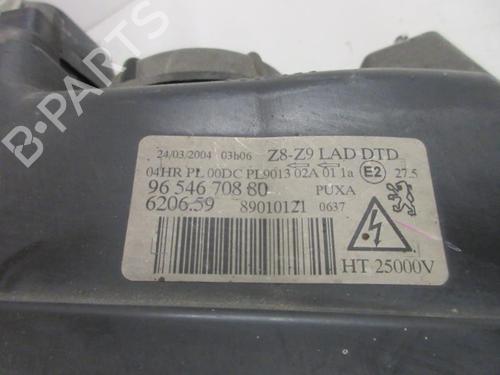 24/03/2004 03h06 Z8-Z9 LAD DTD
04HR PL 00DC PL9013 02A 01 1a E2 27.5
96 546 708 80 PUXA
6206.59 89010121 0637
HT 25000V
B-PARTS